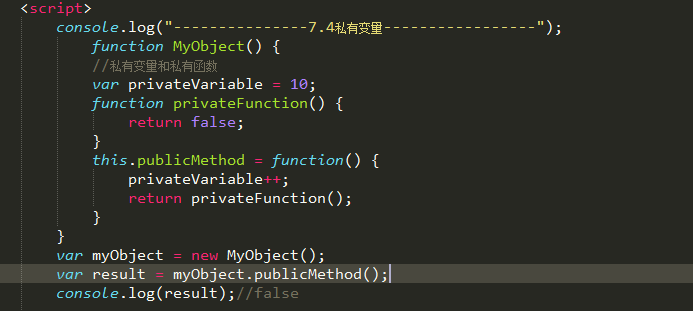 <script>
console.log("---------------7.4私有变量-----------------");
function MyObject() {
//私有变量和私有函数
var privateVariable = 10;
function privateFunction() {
return false;
}
this.publicMethod = function() {
privateVariable++;
return privateFunction();
}
}
var myObject = new MyObject();
var result = myObject.publicMethod();
console.log(result);//false